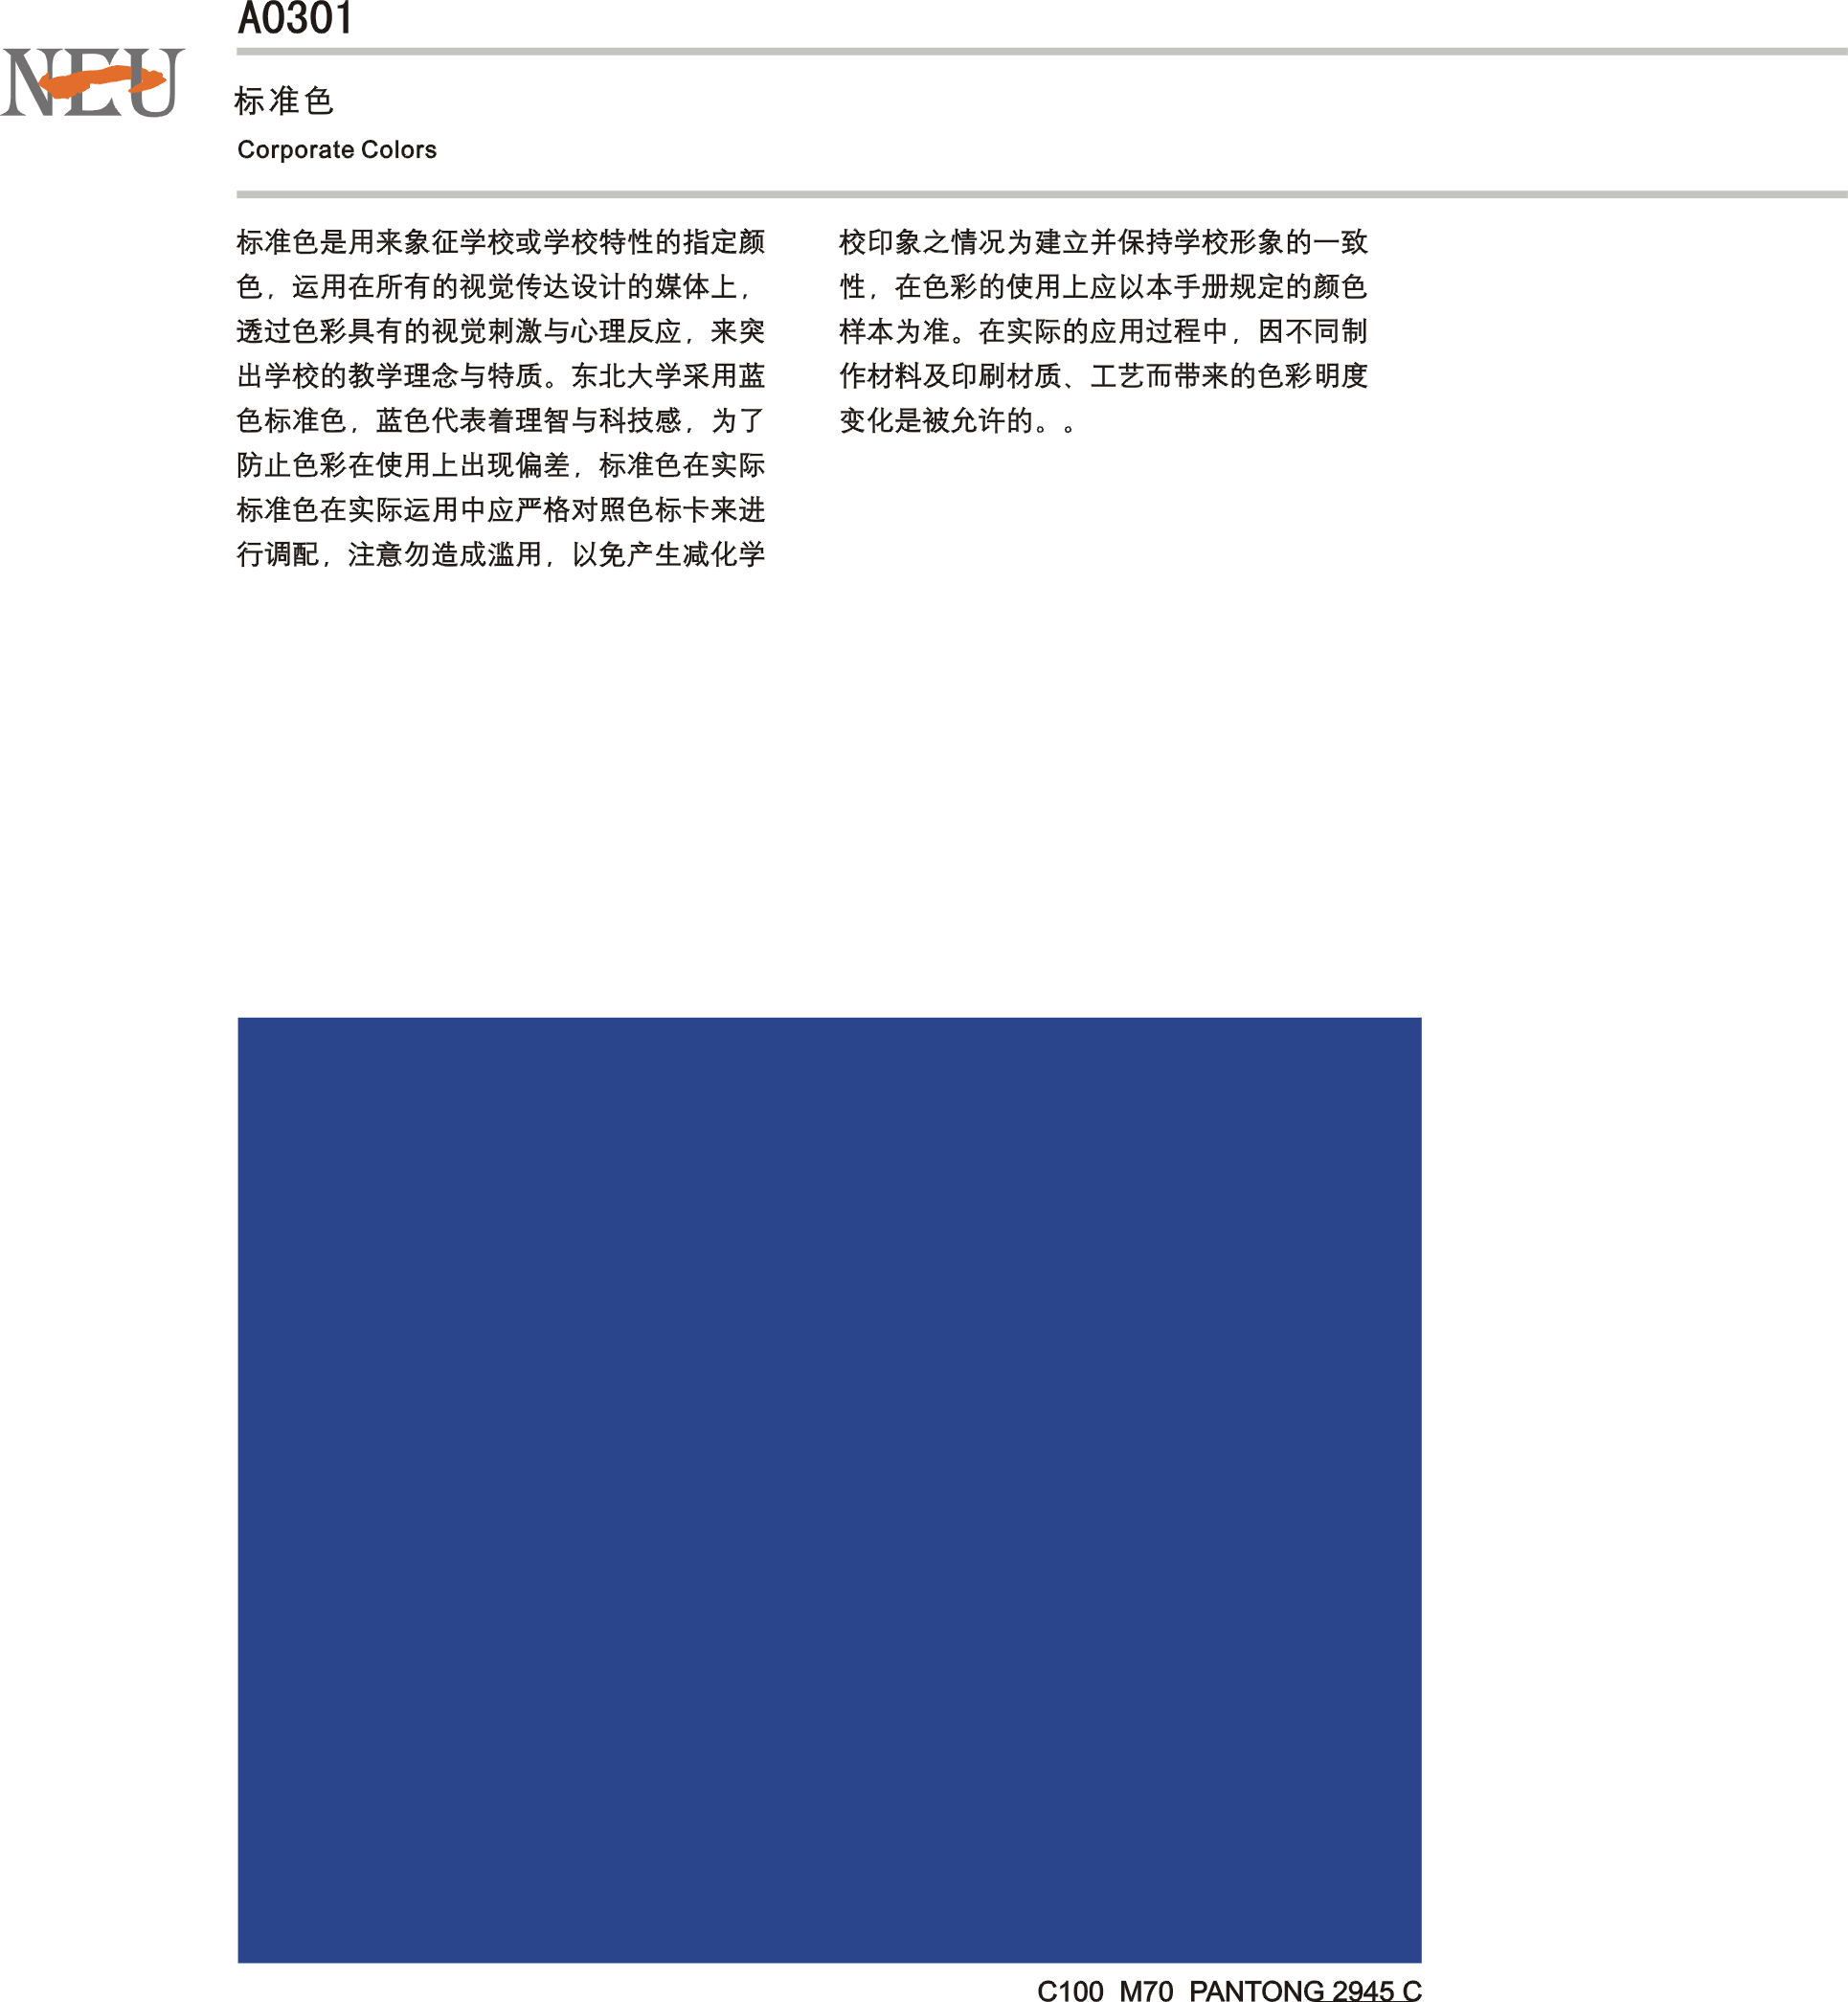 A0301
NEU
标准色
Corporate Colors
标准色是用来象征学校或学校特性的指定颜
色，运用在所有的视觉传达设计的媒体上，
透过色彩具有的视觉刺激与心理反应，来突
出学校的教学理念与特质。东北大学采用蓝
色标准色，蓝色代表着理智与科技感，为了
防止色彩在使用上出现偏差，标准色在实际
标准色在实际运用中应严格对照色标卡来进
行调配，注意勿造成滥用，以免产生减化学
校印象之情况为建立并保持学校形象的一致
性，在色彩的使用上应以本手册规定的颜色
样本为准。在实际的应用过程中，因不同制
作材料及印刷材质、工艺而带来的色彩明度
变化是被允许的。。
C100 M70 PANTONG 2945 C